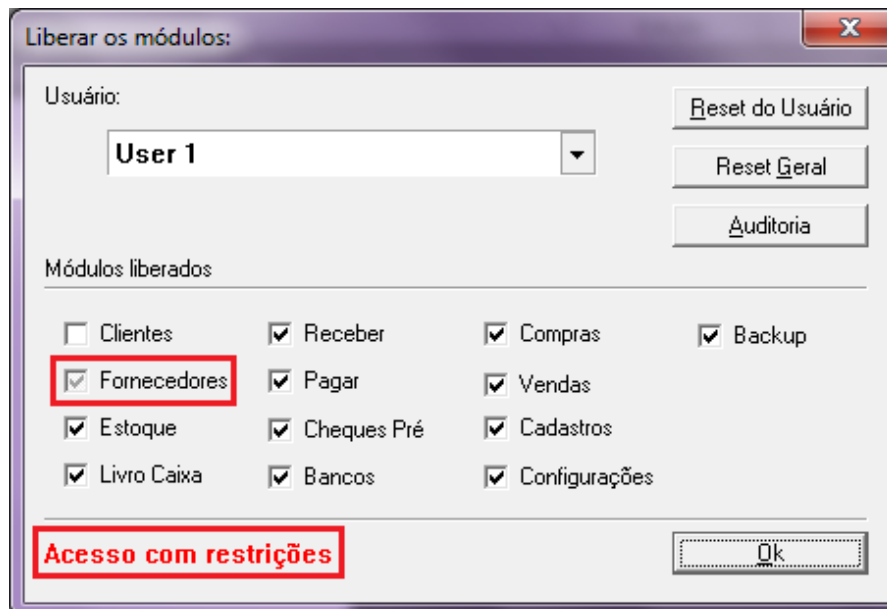 Liberar os módulos:
Usuário:
Reset do Usuário
User 1
Reset Geral
Auditoria
Módulos liberados
Clientes Receber Compras Backup
Fornecedores Pagar Vendas
Estoque Cheques Pré Cadastros
Livro Caixa Bancos Configurações
Acesso com restrições Ok